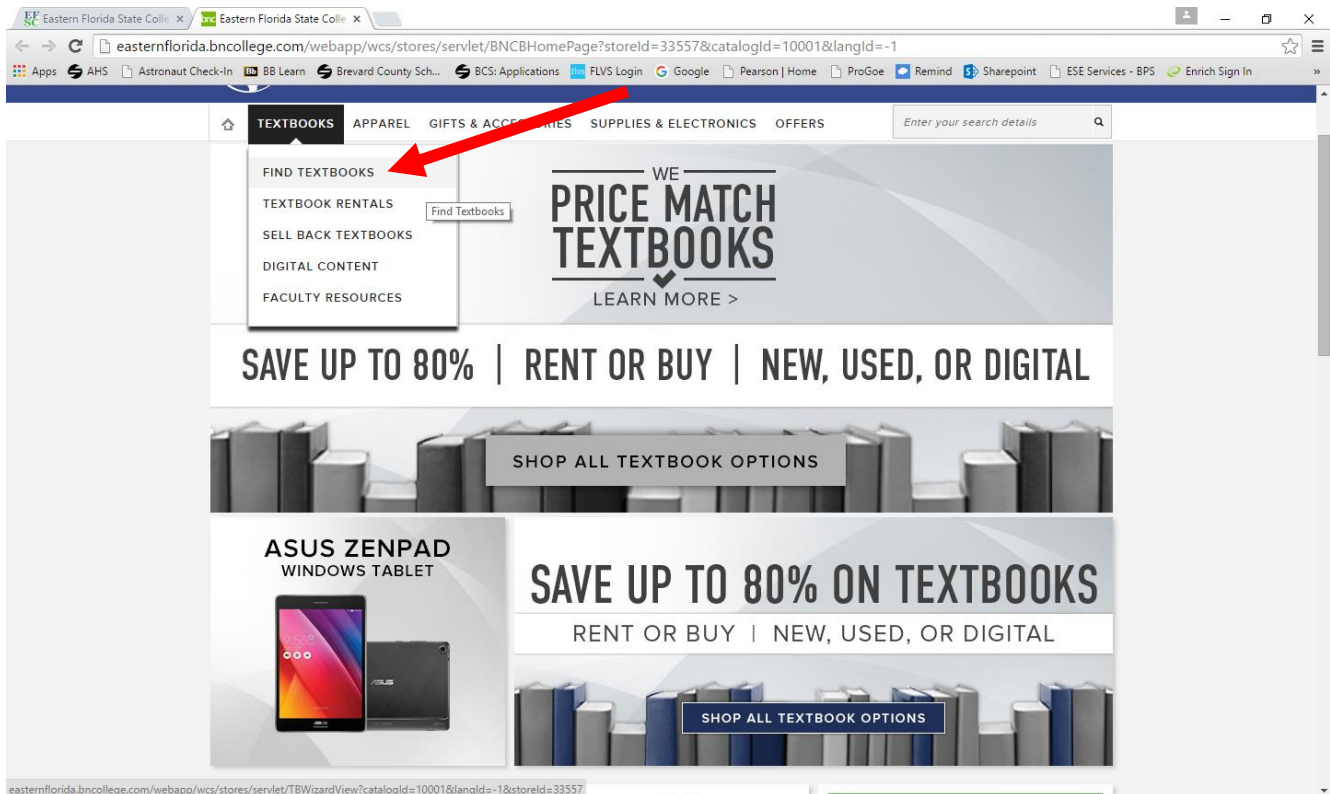 Eastern Florida State Colle
Eastern Florida State Colle
easternflorida.bncollege.com/webapp/wcs/stores/servlet/BNCBHomePage?storeId=33557&catalogId=10001&langId=-1
Apps AHS Astronaut Check-In BB Learn Brevard County Sch... BCS: Applications FLVS Login Google Pearson | Home ProGoe Remind Sharepoint ESE Services - BPS Enrich Sign In »
TEXTBOOKS APPAREL GIFTS & ACCESSORIES SUPPLIES & ELECTRONICS OFFERS Enter your search details
FIND TEXTBOOKS
TEXTBOOK RENTALS
Find Textbooks
SELL BACK TEXTBOOKS
DIGITAL CONTENT
FACULTY RESOURCES
WE
PRICE MATCH
TEXTBOOKS
LEARN MORE >
SAVE UP TO 80% | RENT OR BUY | NEW, USED, OR DIGITAL
SHOP ALL TEXTBOOK OPTIONS
ASUS ZENPAD
WINDOWS TABLET
ASUS
ASUS
SAVE UP TO 80% ON TEXTBOOKS
RENT OR BUY | NEW, USED, OR DIGITAL
SHOP ALL TEXTBOOK OPTIONS
easternflorida.bncollege.com/webapp/wcs/stores/servlet/TBWizardView?catalogId=10001&langId=-1&storeId=33557